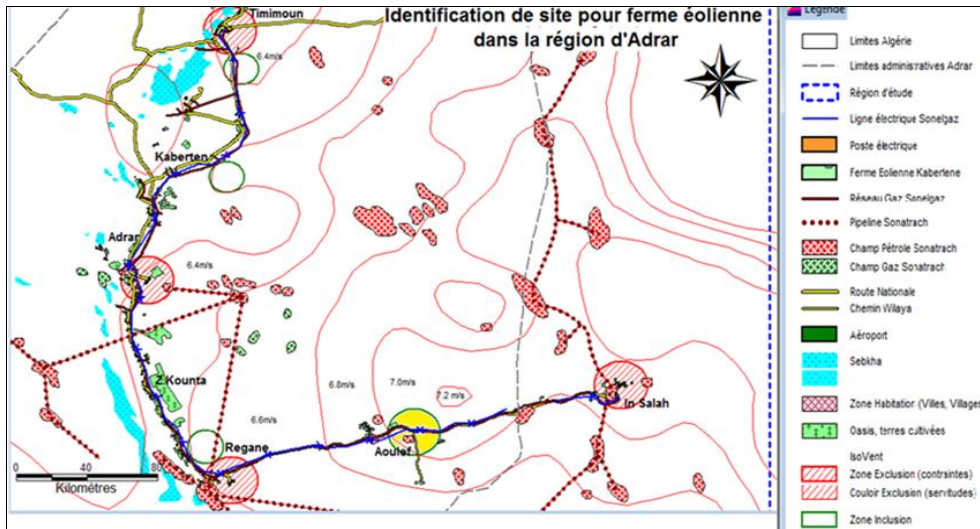 Identification de site pour ferme éolienne
dans la région d'Adrar
Timimoun
6.4m/s
Kaberten
Adrar
6.4m/s
Z.Kounta
6.8m/s
7.0m/s
7.2 m/s
In Salah
6.6m/s
Regane
Aoulef
0 40 80
Kilométres
Légende
Limites Algérie
Limites administratives Adrar
Région d'étude
Ligne électrique Sonelgaz
Poste électrique
Ferme Eolienne Kabertene
Réseau Gaz Sonelgaz
Pipeline Sonatrach
Champ Pétrole Sonatrach
Champ Gaz Sonatrach
Route Nationale
Chemin Wilaya
Aéroport
Sebkha
Zone Habitation (Villes, Villages
Oasis, terres cultivées
IsoVent
Zone Exclusion (contraintes)
Couloir Exclusion (servitudes)
Zone Inclusion